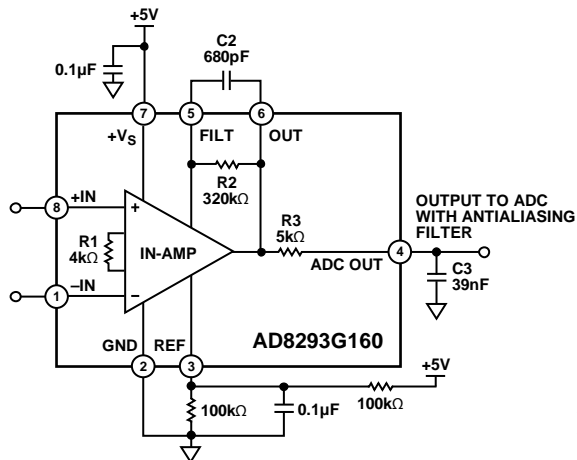 +5V
C2
680pF
0.1µF
7
5
6
+VS
FILT
OUT
R2
320kΩ
8
+IN
+
R1
4kΩ
IN-AMP
R3
5kΩ
OUTPUT TO ADC
WITH ANTIALIASING
FILTER
4
ADC OUT
C3
39nF
1
–IN
–
GND
REF
AD8293G160
2
3
+5V
100kΩ
0.1µF
100kΩ